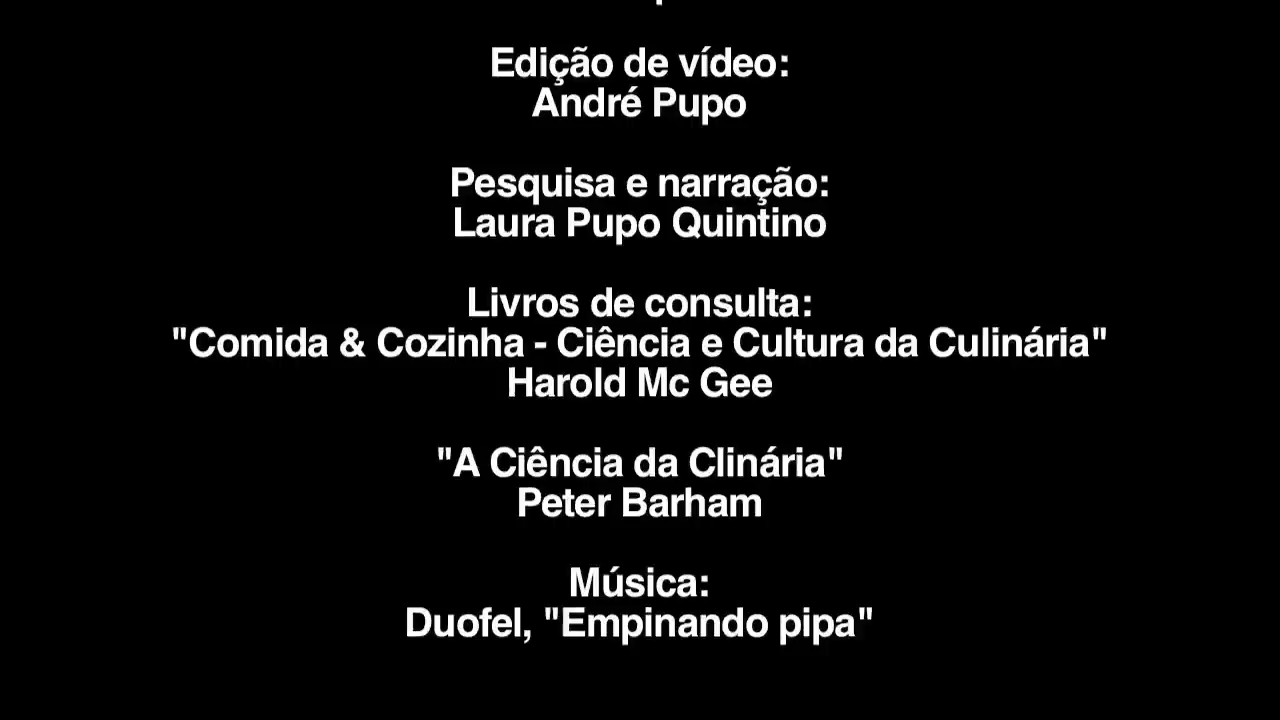 Edição de vídeo:
André Pupo
Pesquisa e narração:
Laura Pupo Quintino
Livros de consulta:
"Comida & Cozinha - Ciência e Cultura da Culinária"
Harold Mc Gee
"A Ciência da Clinária"
Peter Barham
Música:
Duofel, "Empinando pipa"